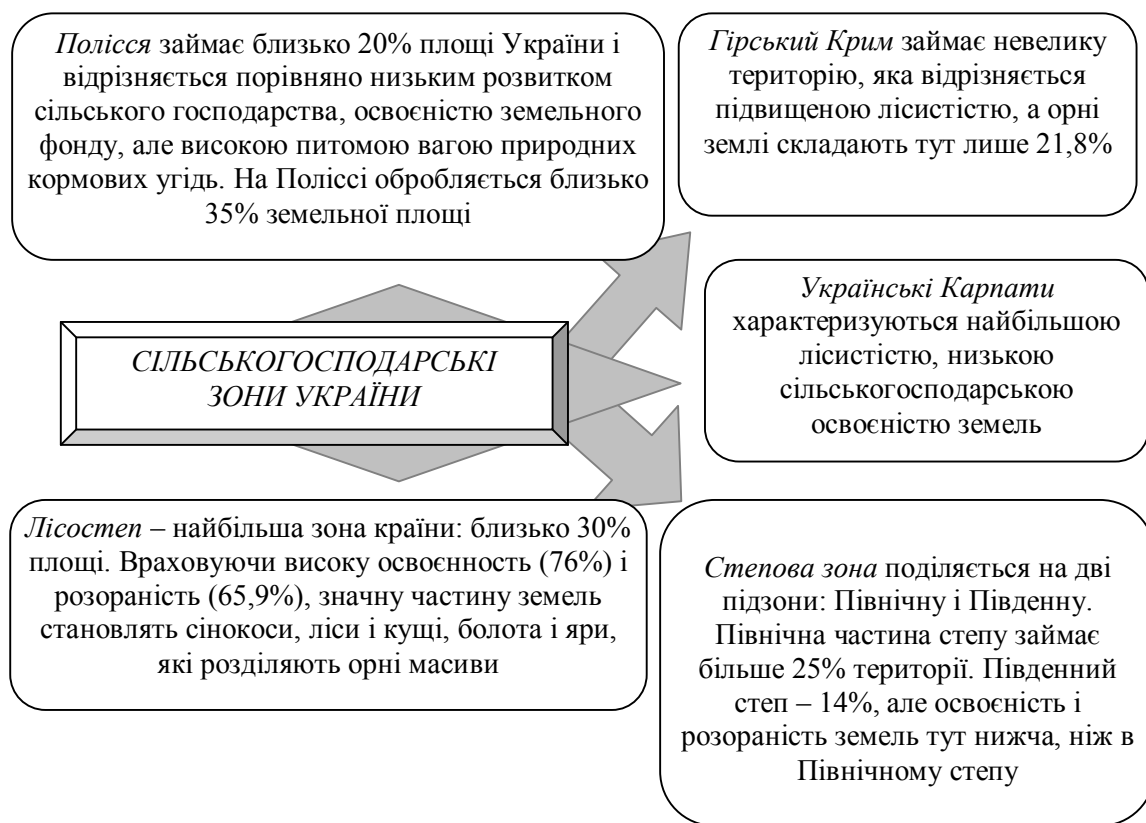 Полісся займає близько 20% площі України і
відрізняється порівняно низьким розвитком
сільського господарства, освоєністю земельного
фонду, але високою питомою вагою природних
кормових угідь. На Поліссі обробляється близько
35% земельної площі
Гірський Крим займає невелику
територію, яка відрізняється
підвищеною лісистістю, а орні
землі складають тут лише 21,8%
Українські Карпати
характеризуються найбільшою
лісистістю, низькою
сільськогосподарською
освоєністю земель
СІЛЬСЬКОГОСПОДАРСЬКІ
ЗОНИ УКРАЇНИ
Лісостеп – найбільша зона країни: близько 30%
площі. Враховуючи високу освоєнность (76%) і
розораність (65,9%), значну частину земель
становлять сінокоси, ліси і кущі, болота і яри,
які розділяють орні масиви
Степова зона поділяється на дві
підзони: Північну і Південну.
Північна частина степу займає
більше 25% території. Південний
степ – 14%, але освоєність і
розораність земель тут нижча, ніж в
Північному степу